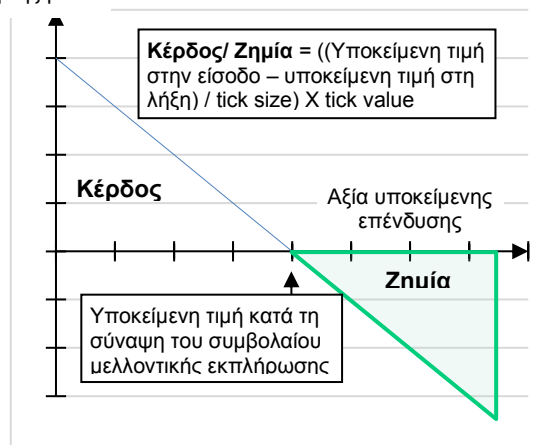 Κέρδος/ Ζημία = ((Υποκείμενη τιμή
στην είσοδο – υποκείμενη τιμή στη
λήξη) / tick size) X tick value
Κέρδος
Αξία υποκείμενης
επένδυσης
Ζημία
Υποκείμενη τιμή κατά τη
σύναψη του συμβολαίου
μελλοντικής εκπλήρωσης